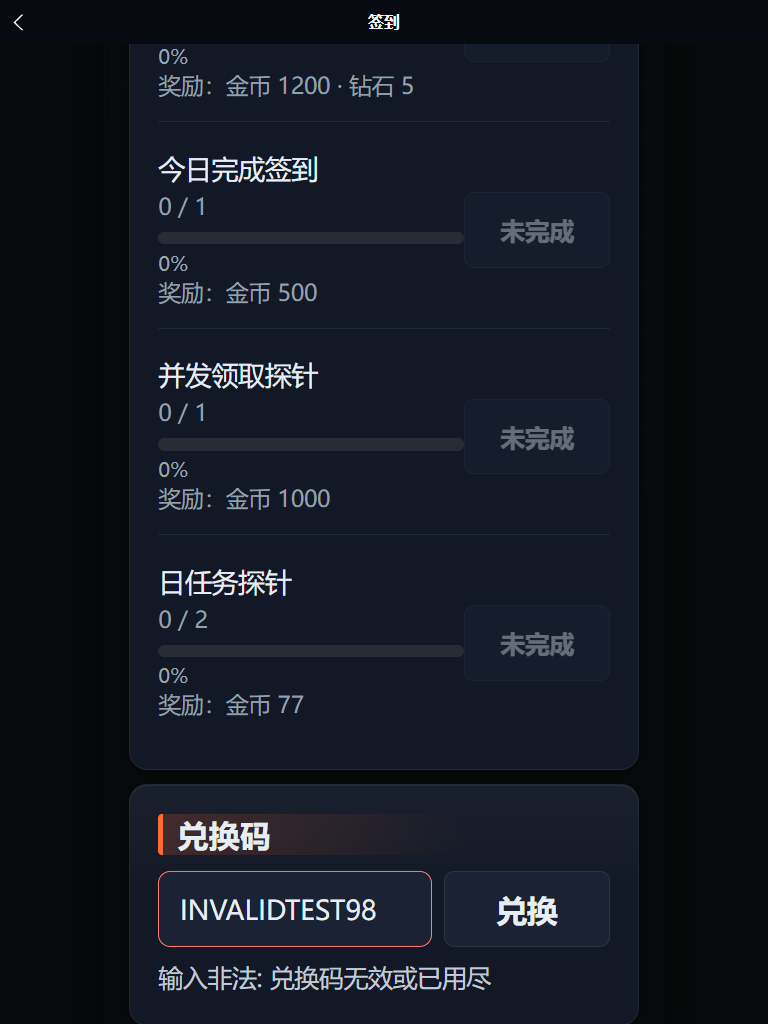 签到
0%
奖励：金币 1200 · 钻石 5
今日完成签到
0 / 1
未完成
0%
奖励：金币 500
并发领取探针
0 / 1
未完成
0%
奖励：金币 1000
日任务探针
0 / 2
未完成
0%
奖励：金币 77
兑换码
INVALIDTEST98
兑换
输入非法: 兑换码无效或已用尽